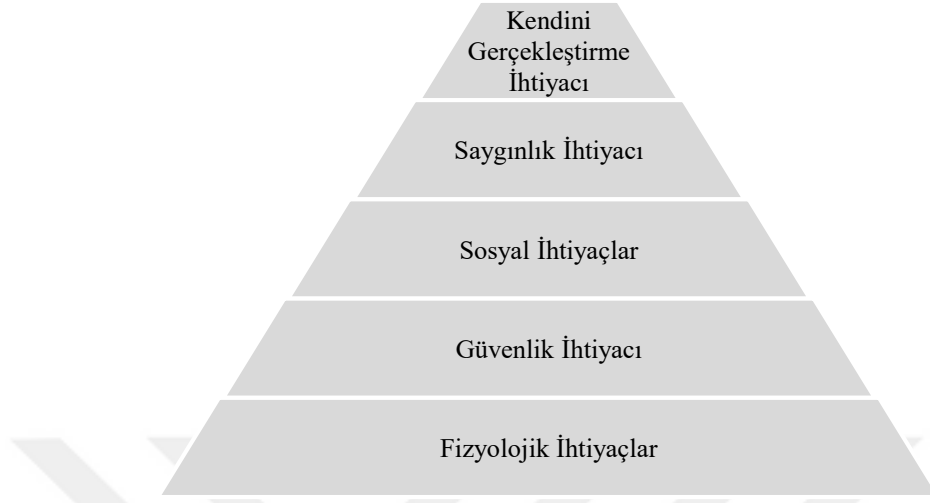 Kendini
Gerçekleştirme
İhtiyacı
Saygınlık İhtiyacı
Sosyal İhtiyaçlar
Güvenlik İhtiyacı
Fizyolojik İhtiyaçlar